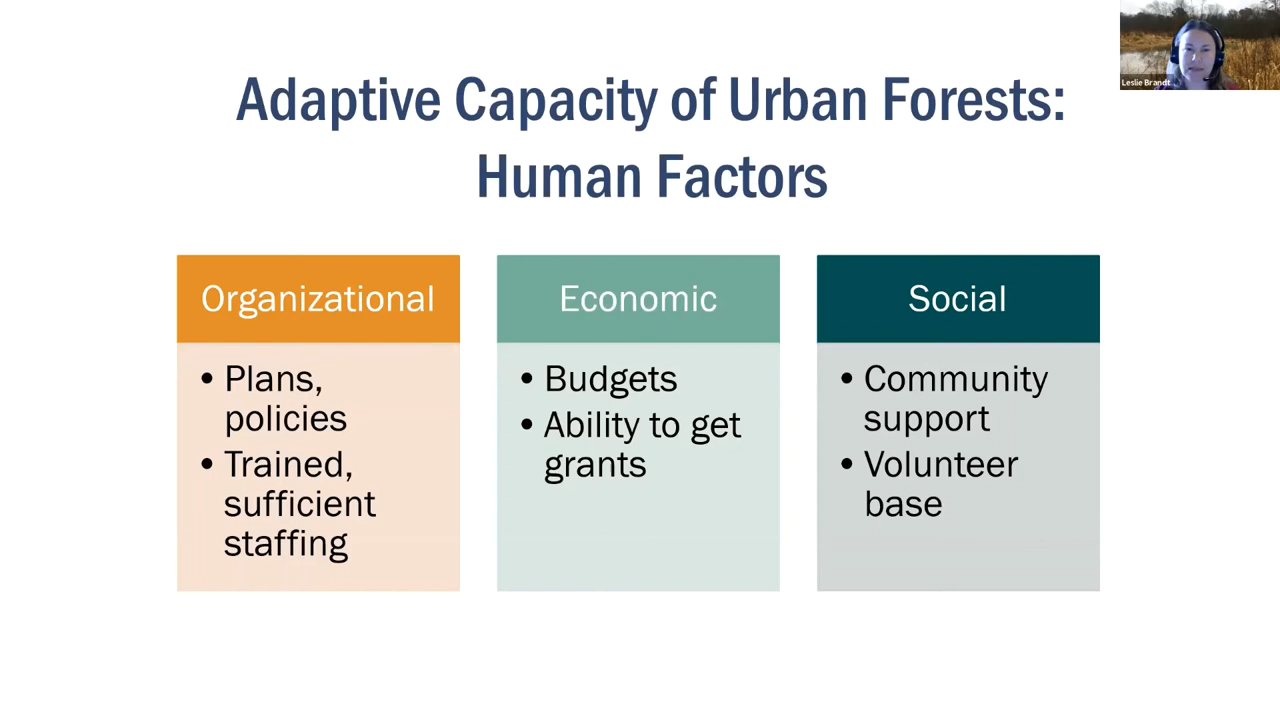 Adaptive Capacity of Urban Forests:
Human Factors
Leslie Brandt
Organizational
• Plans,
policies
• Trained,
sufficient
staffing
Economic
• Budgets
• Ability to get
grants
Social
• Community
support
• Volunteer
base